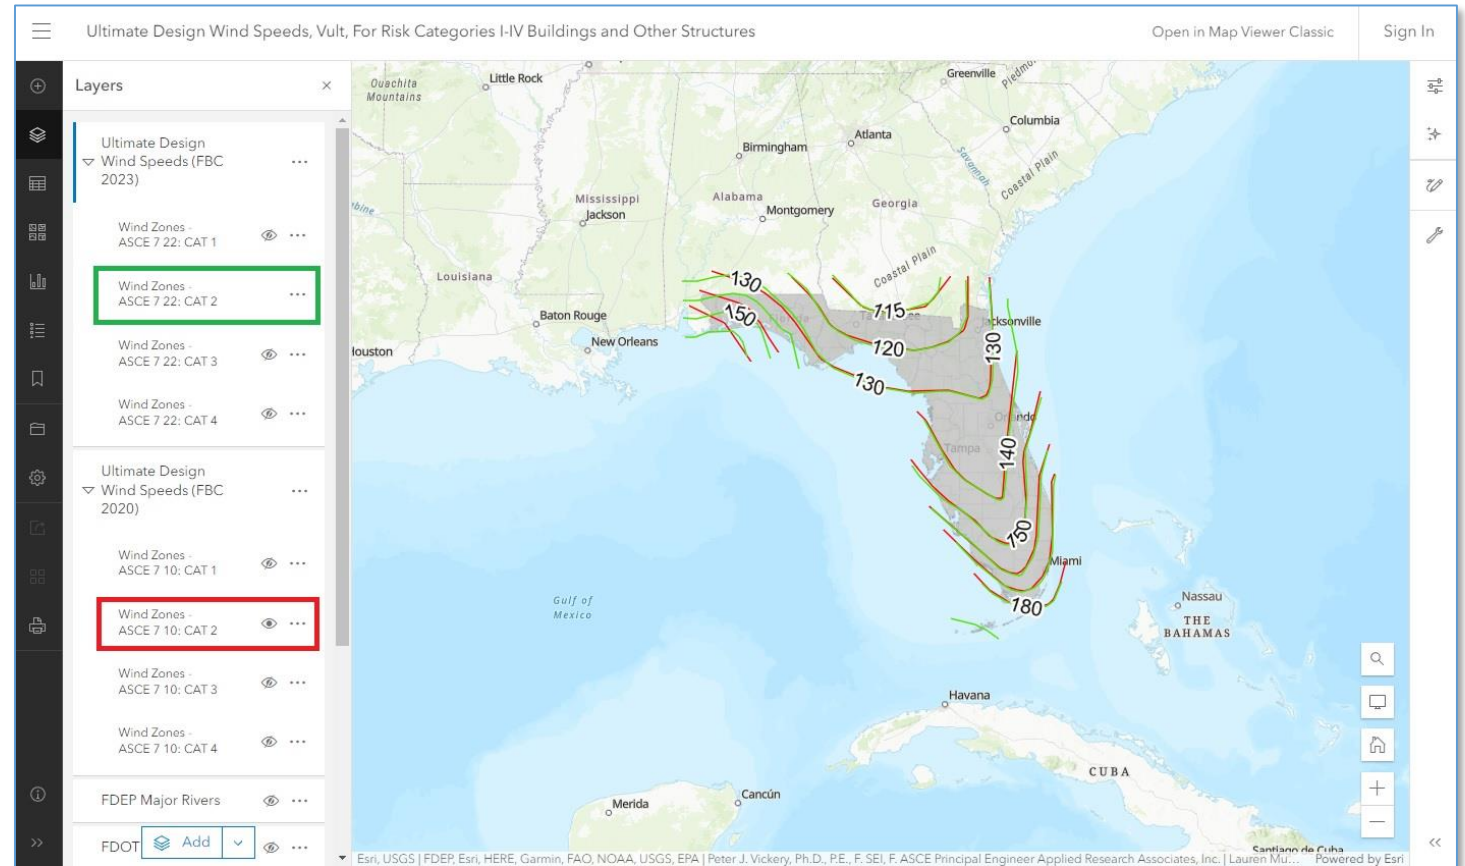 Ultimate Design Wind Speeds, Vult, For Risk Categories I-IV Buildings and Other Structures
Open in Map Viewer Classic
Sign In
Layers
Ultimate Design
Wind Speeds (FBC
2023)
Wind Zones -
ASCE 7 22: CAT 1
Wind Zones -
ASCE 7 22: CAT 2
Wind Zones -
ASCE 7 22: CAT 3
Wind Zones -
ASCE 7 22: CAT 4
Ultimate Design
Wind Speeds (FBC
2020)
Wind Zones -
ASCE 7 10: CAT 1
Wind Zones -
ASCE 7 10: CAT 2
Wind Zones -
ASCE 7 10: CAT 3
Wind Zones -
ASCE 7 10: CAT 4
FDEP Major Rivers
FDOT
Add
Ouachita
Mountains
Little Rock
Greenville
Piedmo
Columbia
Atlanta
Birmingham
Savannah
Coastal Plain
Mississippi
Jackson
Alabama
Montgomery
Georgia
Coastal Plain
Louisiana
130
150
115
Baton Rouge
Florida
cksonville
New Orleans
120
130
Houston
130
Orlando
Tampa
140
150
Miami
Gulf of
Mexico
180
Nassau
THE
BAHAMAS
Havana
CUBA
Cancún
Merida
Santiago de Cuba
Esri, USGS | FDEP, Esri, HERE, Garmin, FAO, NOAA, USGS, EPA | Peter J. Vickery, Ph.D., P.E., F. SEI, F. ASCE Principal Engineer Applied Research Associates, Inc. | Lauren Mu...
Powered by Esri